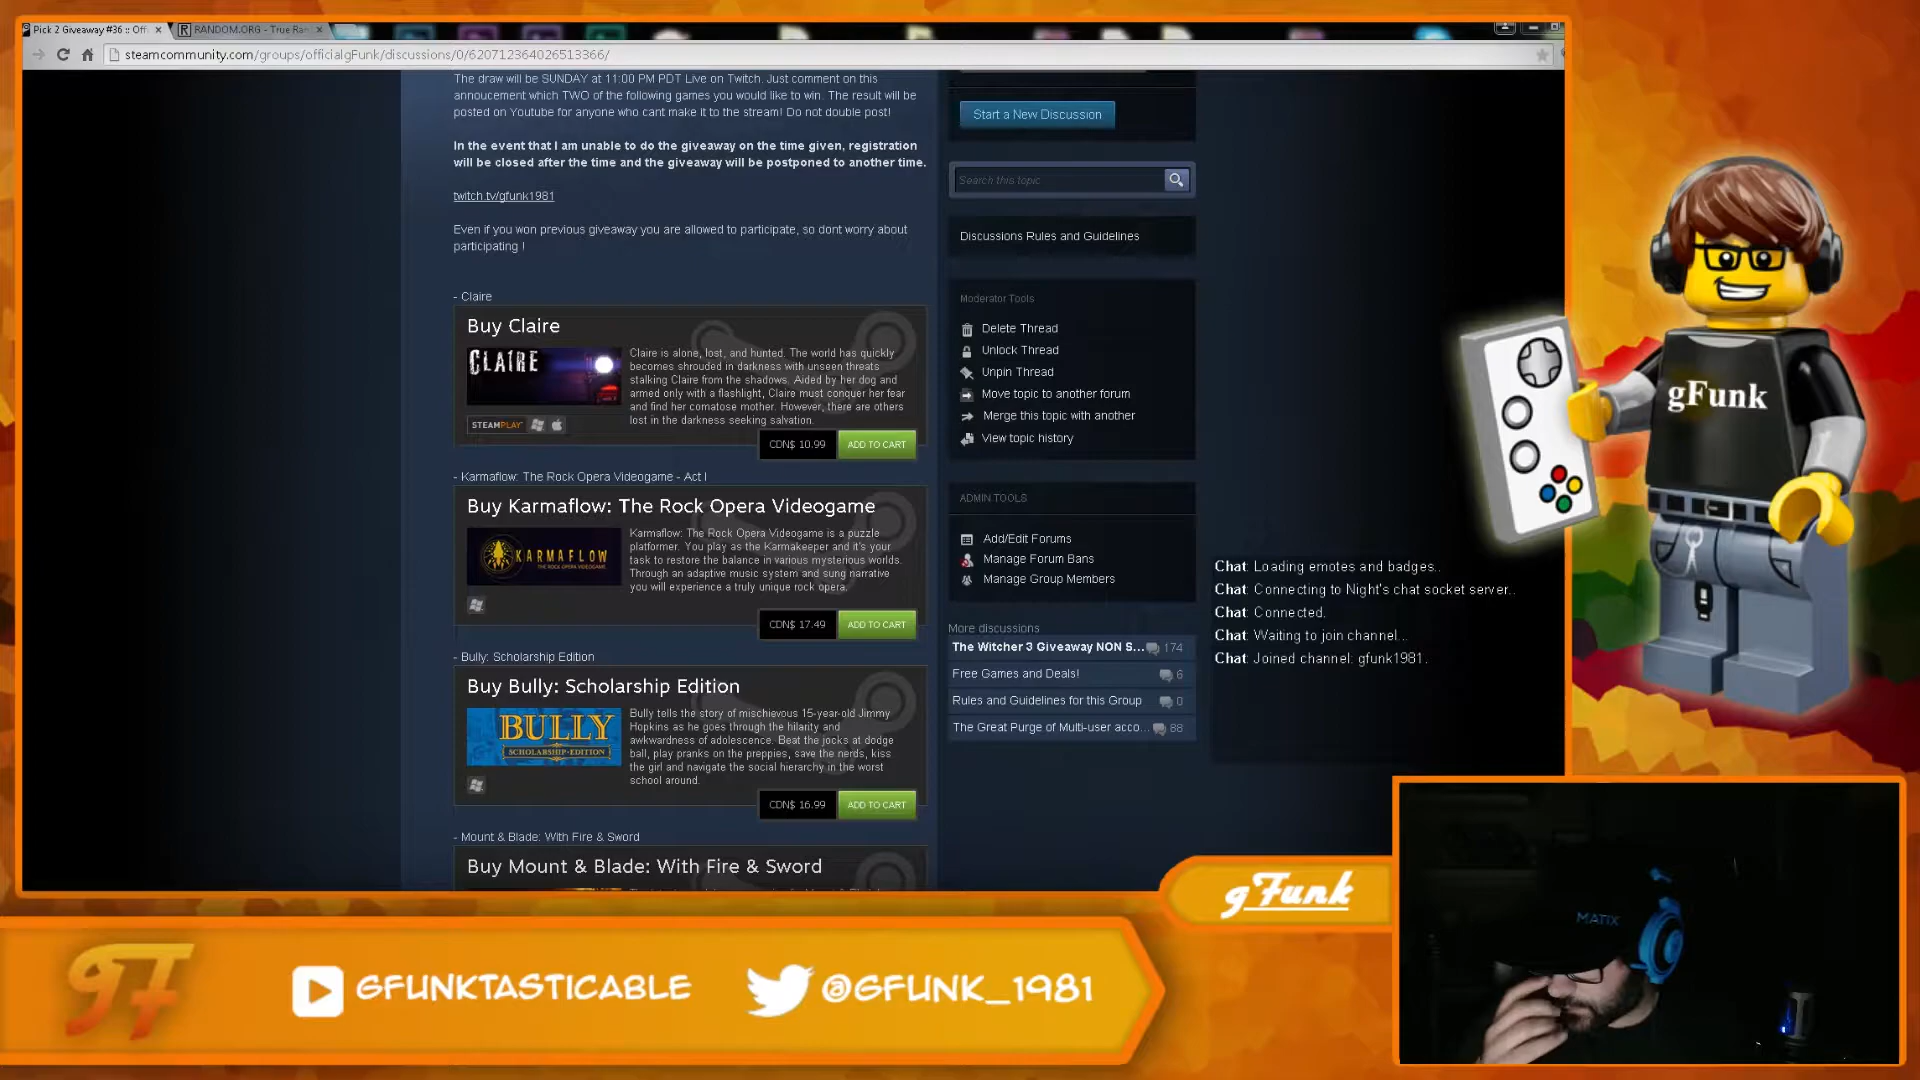 Pick 2 Giveaway #36 :: Offi
RANDOM.ORG - True Ran
steamcommunity.com/groups/officialgFunk/discussions/0/620712364026513366/
The draw will be SUNDAY at 11:00 PM PDT Live on Twitch. Just comment on this
annoucement which TWO of the following games you would like to win. The result will be
posted on Youtube for anyone who cant make it to the stream! Do not double post!
In the event that I am unable to do the giveaway on the time given, registration
will be closed after the time and the giveaway will be postponed to another time.
twitch.tv/gfunk1981
Even if you won previous giveaway you are allowed to participate, so dont worry about
participating !
- Claire
Buy Claire
CLAIRE
Claire is alone, lost, and hunted. The world has quickly
becomes shrouded in darkness with unseen threats
stalking Claire from the shadows. Aided by her dog and
armed only with a flashlight, Claire must conquer her fear
and find her comatose mother. However, there are others
lost in the darkness seeking salvation.
STEAMPLAY
CDN$ 10.99
ADD TO CART
- Karmaflow: The Rock Opera Videogame - Act I
Buy Karmaflow: The Rock Opera Videogame
KARMAFLOW
THE ROCK OPERA VIDEOGAME
Karmaflow: The Rock Opera Videogame is a puzzle
platformer. You play as the Karmakeeper and it's your
task to restore the balance in various mysterious worlds.
Through an adaptive music system and sung narrative
you will experience a truly unique rock opera.
CDN$ 17.49
ADD TO CART
- Bully: Scholarship Edition
Buy Bully: Scholarship Edition
BULLY
SCHOLARSHIP EDITION
Bully tells the story of mischievous 15-year-old Jimmy
Hopkins as he goes through the hilarity and
awkwardness of adolescence. Beat the jocks at dodge
ball, play pranks on the preppies, save the nerds, kiss
the girl and navigate the social hierarchy in the worst
school around.
CDN$ 16.99
ADD TO CART
- Mount & Blade: With Fire & Sword
Buy Mount & Blade: With Fire & Sword
Start a New Discussion
Search this topic
Discussions Rules and Guidelines
Moderator Tools
Delete Thread
Unlock Thread
Unpin Thread
Move topic to another forum
Merge this topic with another
View topic history
ADMIN TOOLS
Add/Edit Forums
Manage Forum Bans
Manage Group Members
More discussions
The Witcher 3 Giveaway NON S... 174
Free Games and Deals! 6
Rules and Guidelines for this Group 0
The Great Purge of Multi-user acco... 88
Chat: Loading emotes and badges..
Chat: Connecting to Night's chat socket server..
Chat: Connected.
Chat: Waiting to join channel...
Chat: Joined channel: gfunk1981.
gFunk
gFunk
MATIX
gf
GFUNKTASTICABLE
@GFUNK_1981